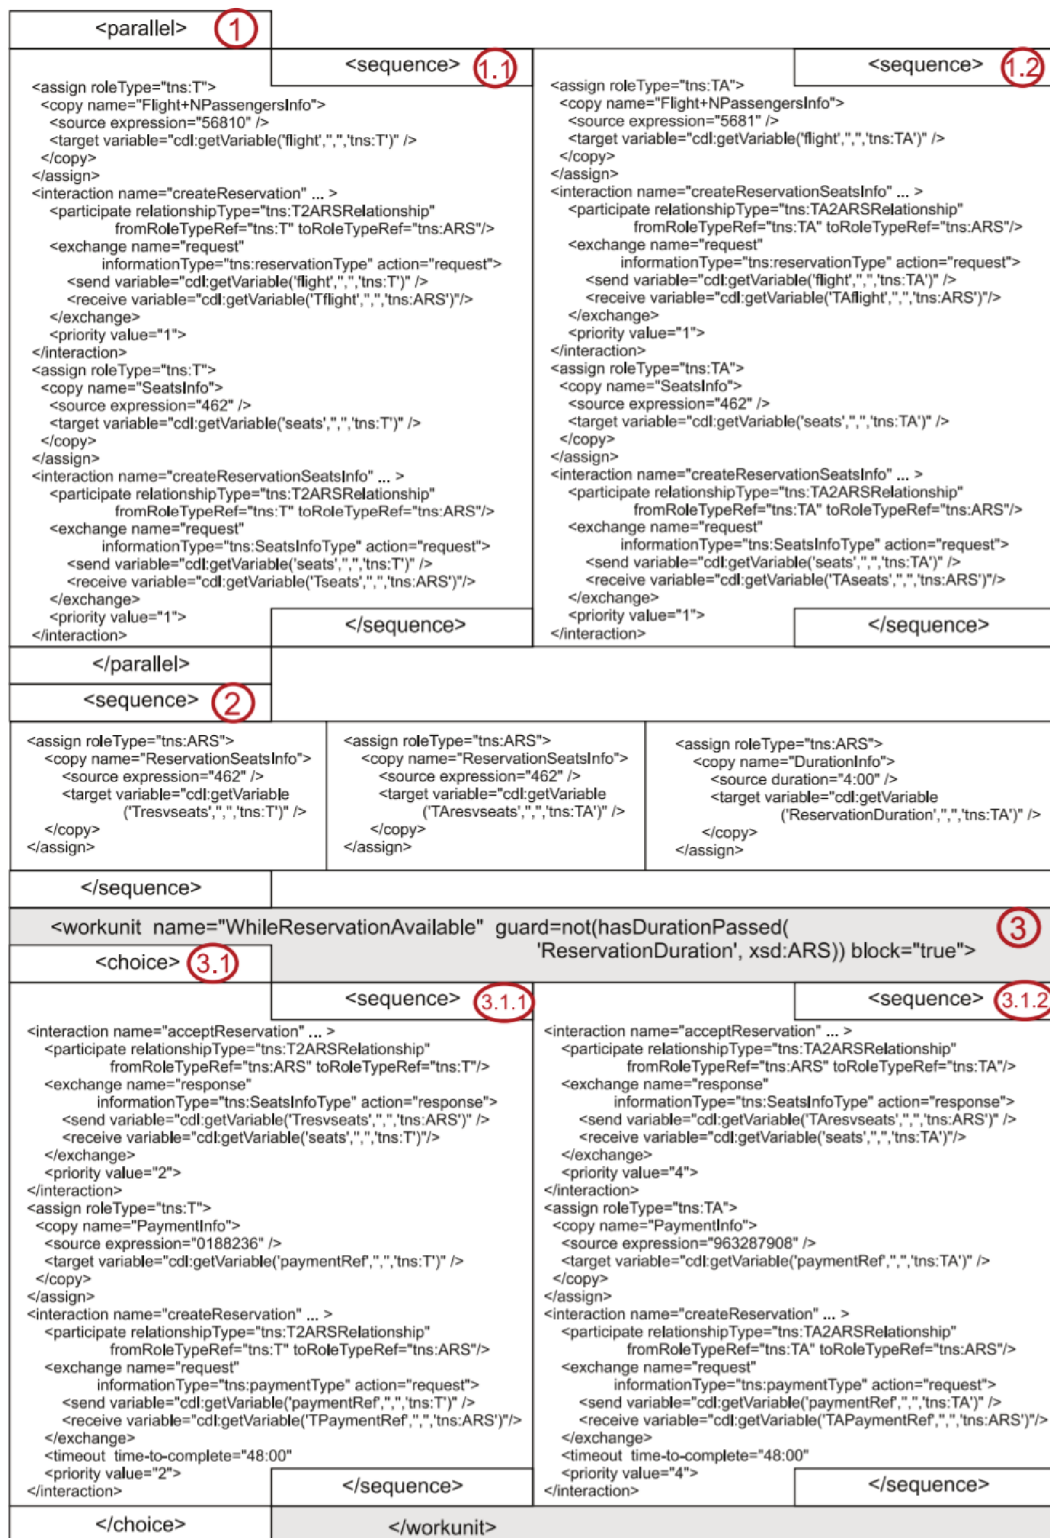 <parallel> 1
<sequence> 1.1
<assign roleType="tns:T">
<copy name="Flight+NPassengersInfo">
<source expression="56810" />
<target variable="cdl:getVariable('flight','','','tns:T')" />
</copy>
</assign>
<interaction name="createReservation" ... >
<participate relationshipType="tns:T2ARSRelationship"
fromRoleTypeRef="tns:T" toRoleTypeRef="tns:ARS"/>
<exchange name="request"
informationType="tns:reservationType" action="request">
<send variable="cdl:getVariable('flight','','','tns:T')" />
<receive variable="cdl:getVariable('Tflight','','','tns:ARS')"/>
</exchange>
<priority value="1">
</interaction>
<assign roleType="tns:T">
<copy name="SeatsInfo">
<source expression="462" />
<target variable="cdl:getVariable('seats','','','tns:T')" />
</copy>
</assign>
<interaction name="createReservationSeatsInfo" ... >
<participate relationshipType="tns:T2ARSRelationship"
fromRoleTypeRef="tns:T" toRoleTypeRef="tns:ARS"/>
<exchange name="request"
informationType="tns:SeatsInfoType" action="request">
<send variable="cdl:getVariable('seats','','','tns:T')" />
<receive variable="cdl:getVariable('Tseats','','','tns:ARS')"/>
</exchange>
<priority value="1">
</interaction>
</sequence>
<sequence> 1.2
<assign roleType="tns:TA">
<copy name="Flight+NPassengersInfo">
<source expression="5681" />
<target variable="cdl:getVariable('flight','','','tns:TA')" />
</copy>
</assign>
<interaction name="createReservationSeatsInfo" ... >
<participate relationshipType="tns:TA2ARSRelationship"
fromRoleTypeRef="tns:TA" toRoleTypeRef="tns:ARS"/>
<exchange name="request"
informationType="tns:reservationType" action="request">
<send variable="cdl:getVariable('flight','','','tns:TA')" />
<receive variable="cdl:getVariable('TAflight','','','tns:ARS')"/>
</exchange>
<priority value="1">
</interaction>
<assign roleType="tns:TA">
<copy name="SeatsInfo">
<source expression="462" />
<target variable="cdl:getVariable('seats','','','tns:TA')" />
</copy>
</assign>
<interaction name="createReservationSeatsInfo" ... >
<participate relationshipType="tns:TA2ARSRelationship"
fromRoleTypeRef="tns:TA" toRoleTypeRef="tns:ARS"/>
<exchange name="request"
informationType="tns:SeatsInfoType" action="request">
<send variable="cdl:getVariable('seats','','','tns:TA')" />
<receive variable="cdl:getVariable('TAseats','','','tns:ARS')"/>
</exchange>
<priority value="1">
</interaction>
</sequence>
</parallel>
<sequence> 2
<assign roleType="tns:ARS">
<copy name="ReservationSeatsInfo">
<source expression="462" />
<target variable="cdl:getVariable
('Tresvseats','','','tns:T')" />
</copy>
</assign>
<assign roleType="tns:ARS">
<copy name="ReservationSeatsInfo">
<source expression="462" />
<target variable="cdl:getVariable
('TAresvseats','','','tns:TA')" />
</copy>
</assign>
<assign roleType="tns:ARS">
<copy name="DurationInfo">
<source duration="4:00" />
<target variable="cdl:getVariable
('ReservationDuration','','','tns:TA')" />
</copy>
</assign>
</sequence>
<workunit name="WhileReservationAvailable" guard=not(hasDurationPassed( 3
'ReservationDuration', xsd:ARS)) block="true">
<choice> 3.1
<sequence> 3.1.1
<interaction name="acceptReservation" ... >
<participate relationshipType="tns:T2ARSRelationship"
fromRoleTypeRef="tns:ARS" toRoleTypeRef="tns:T"/>
<exchange name="response"
informationType="tns:SeatsInfoType" action="response">
<send variable="cdl:getVariable('Tresvseats','','','tns:ARS')" />
<receive variable="cdl:getVariable('seats','','','tns:T')"/>
</exchange>
<priority value="2">
</interaction>
<assign roleType="tns:T">
<copy name="PaymentInfo">
<source expression="0188236" />
<target variable="cdl:getVariable('paymentRef','','','tns:T')" />
</copy>
</assign>
<interaction name="createReservation" ... >
<participate relationshipType="tns:T2ARSRelationship"
fromRoleTypeRef="tns:T" toRoleTypeRef="tns:ARS"/>
<exchange name="request"
informationType="tns:paymentType" action="request">
<send variable="cdl:getVariable('paymentRef','','','tns:T')" />
<receive variable="cdl:getVariable('TPaymentRef','','','tns:ARS')"/>
</exchange>
<timeout time-to-complete="48:00"
<priority value="2">
</interaction>
</sequence>
<sequence> 3.1.2
<interaction name="acceptReservation" ... >
<participate relationshipType="tns:TA2ARSRelationship"
fromRoleTypeRef="tns:ARS" toRoleTypeRef="tns:TA"/>
<exchange name="response"
informationType="tns:SeatsInfoType" action="response">
<send variable="cdl:getVariable('TAresvseats','','','tns:ARS')" />
<receive variable="cdl:getVariable('seats','','','tns:TA')"/>
</exchange>
<priority value="4">
</interaction>
<assign roleType="tns:TA">
<copy name="PaymentInfo">
<source expression="963287908" />
<target variable="cdl:getVariable('paymentRef','','','tns:TA')" />
</copy>
</assign>
<interaction name="createReservation" ... >
<participate relationshipType="tns:TA2ARSRelationship"
fromRoleTypeRef="tns:TA" toRoleTypeRef="tns:ARS"/>
<exchange name="request"
informationType="tns:paymentType" action="request">
<send variable="cdl:getVariable('paymentRef','','','tns:TA')" />
<receive variable="cdl:getVariable('TAPaymentRef','','','tns:ARS')"/>
</exchange>
<timeout time-to-complete="48:00"
<priority value="4">
</interaction>
</sequence>
</choice>
</workunit>